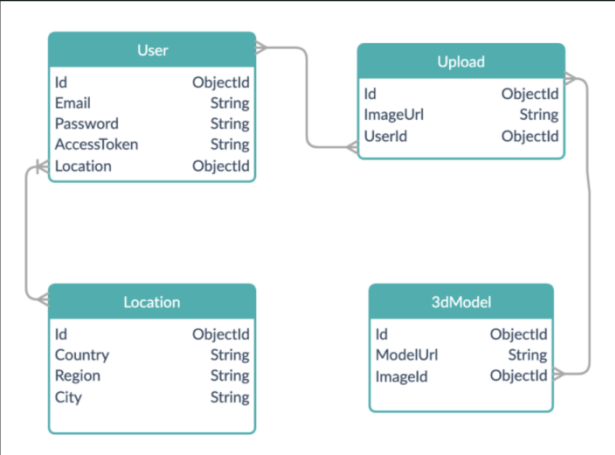 User
Id ObjectId
Email String
Password String
AccessToken String
Location ObjectId
Upload
Id ObjectId
ImageUrl String
UserId ObjectId
Location
Id ObjectId
Country String
Region String
City String
3dModel
Id ObjectId
ModelUrl String
ImageId ObjectId